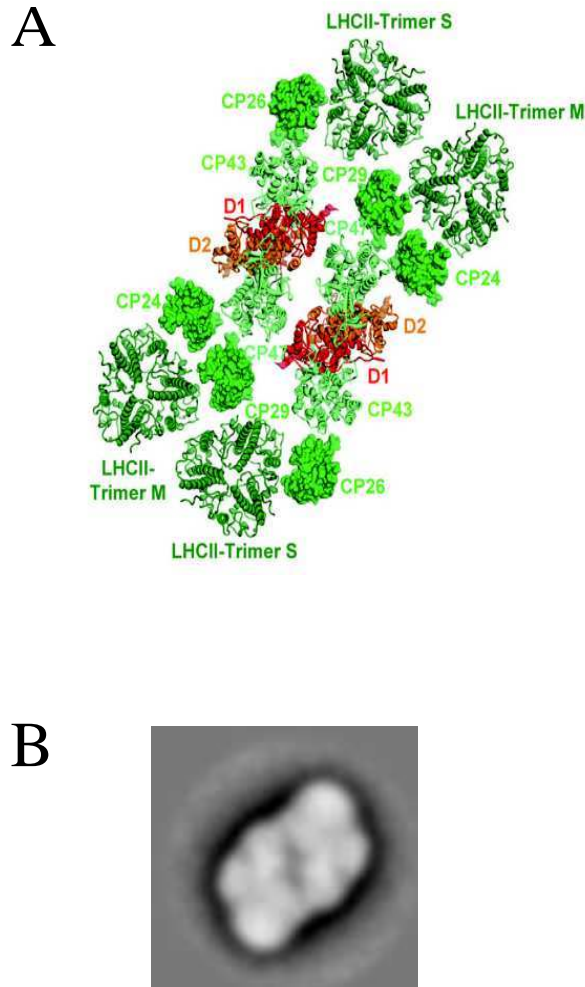 A
LHCII-Trimer S
CP26
LHCII-Trimer M
CP43
CP29
D1
CP47
D2
CP24
CP24
D2
CP47
D1
CP29
CP43
LHCII-
Trimer M
CP26
LHCII-Trimer S
B